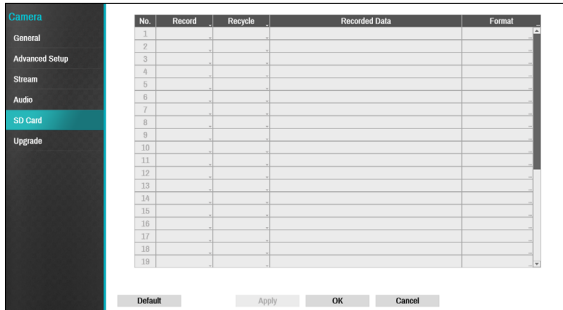 Camera
General
Advanced Setup
Stream
Audio
SD Card
Upgrade
No. Record Recycle Recorded Data Format
1
2
3
4
5
6
7
8
9
10
11
12
13
14
15
16
17
18
19
Default Apply OK Cancel